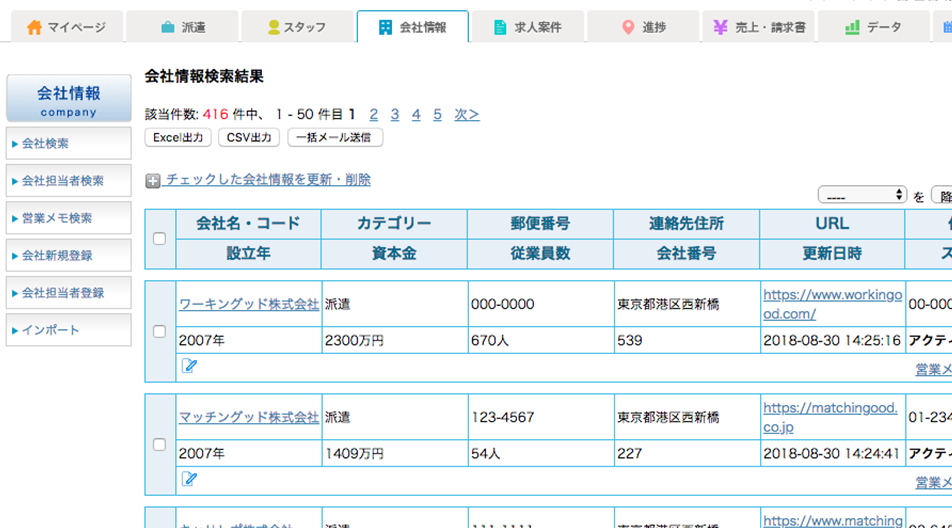 マイページ 派遣 スタッフ 会社情報 求人案件 進捗 売上・請求書 データ
会社情報
company
会社検索
会社担当者検索
営業メモ検索
会社新規登録
会社担当者登録
インポート
会社情報検索結果
該当件数: 416 件中、 1 - 50 件目 1 2 3 4 5 次＞
Excel出力 CSV出力 一括メール送信
チェックした会社情報を更新・削除
---- を 降
会社名・コード カテゴリー 郵便番号 連絡先住所 URL
設立年 資本金 従業員数 会社番号 更新日時 ス
ワーキングッド株式会社 派遣 000-0000 東京都港区西新橋 https://www.workingo
od.com/ 00-000
2007年 2300万円 670人 539 2018-08-30 14:25:16 アクティ
営業メ
マッチングッド株式会社 派遣 123-4567 東京都港区西新橋 https://matchingood.
co.jp 01-234
2007年 1409万円 54人 227 2018-08-30 14:24:41 アクティ
営業メ
派遣 111-1111 東京都港区西新橋 https://www.matching